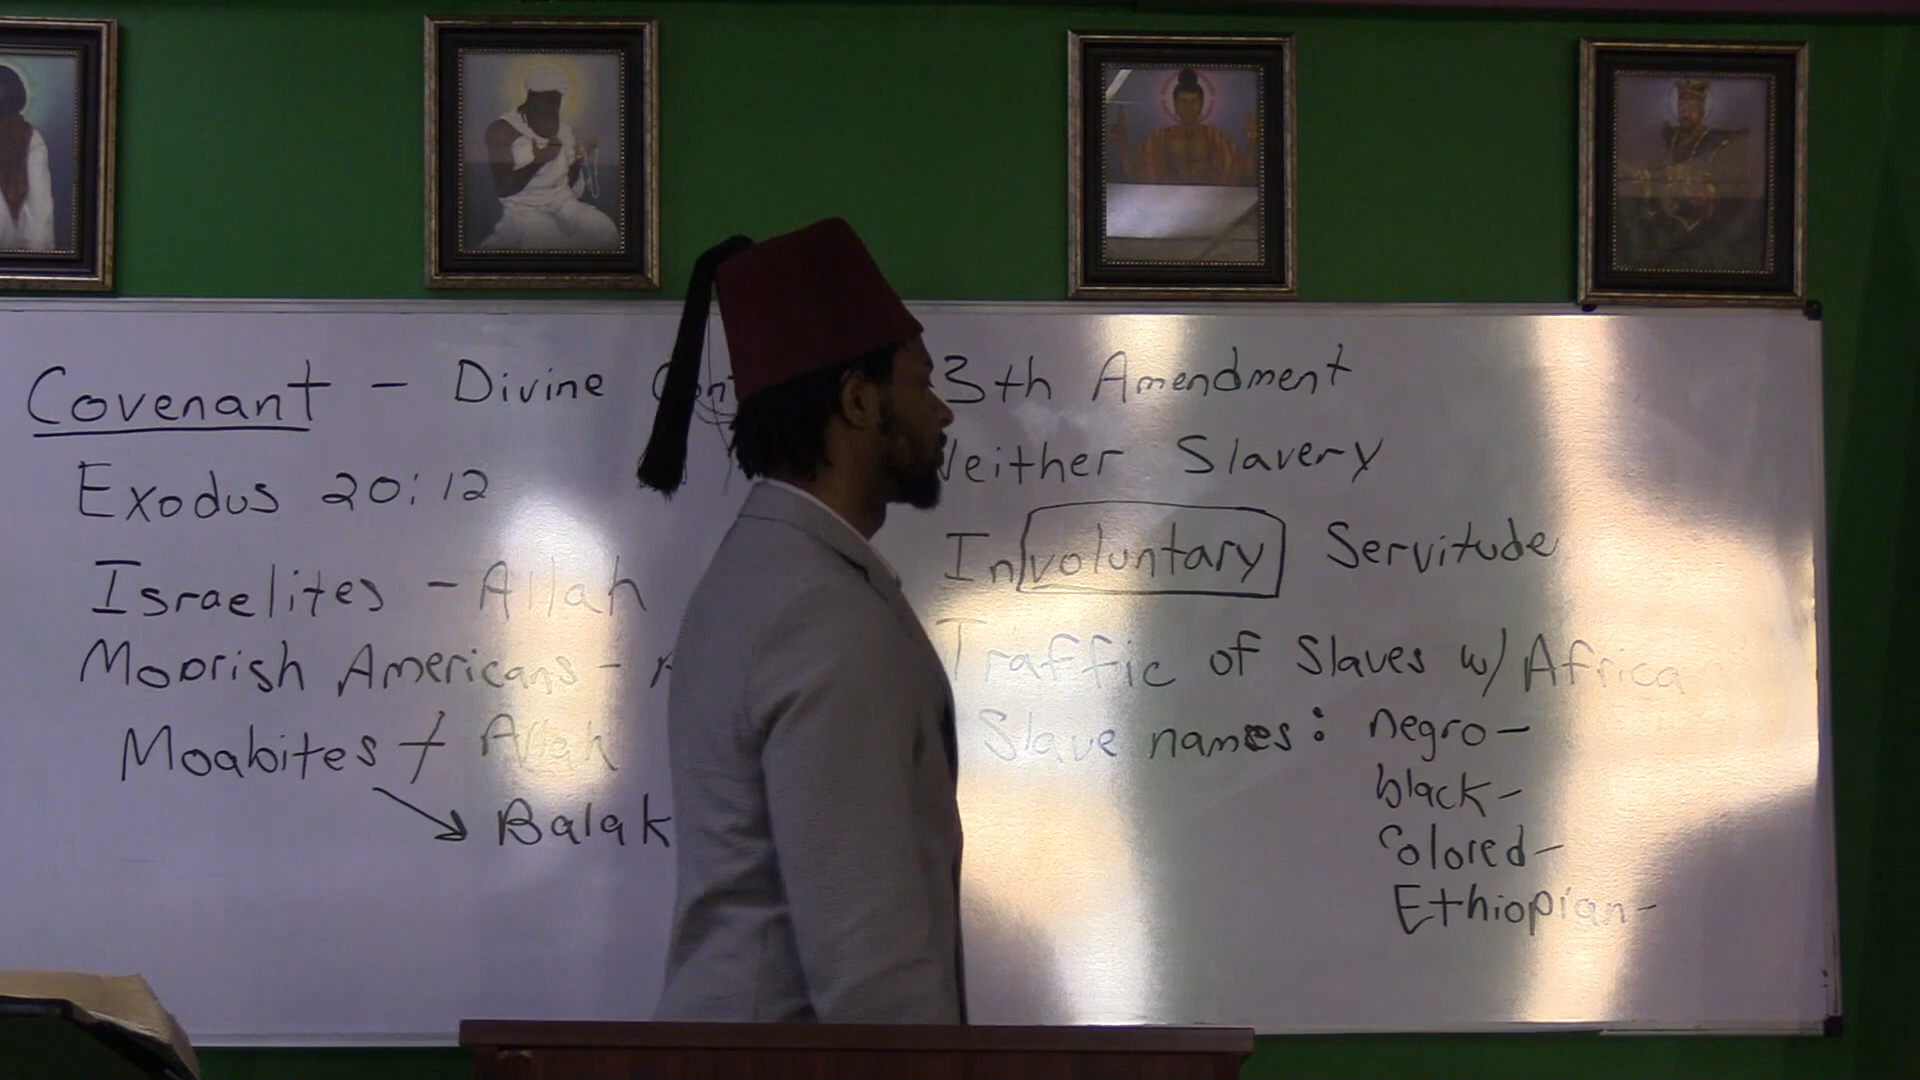 Covenant - Divine
Exodus 20:12
Israelites - Allah
Moorish Americans -
Moabites + Allah
Balak
3th Amendment
Neither Slavery
Involuntary Servitude
Traffic of Slaves w/ Africa
Slave names: negro-
black-
Colored-
Ethiopian-